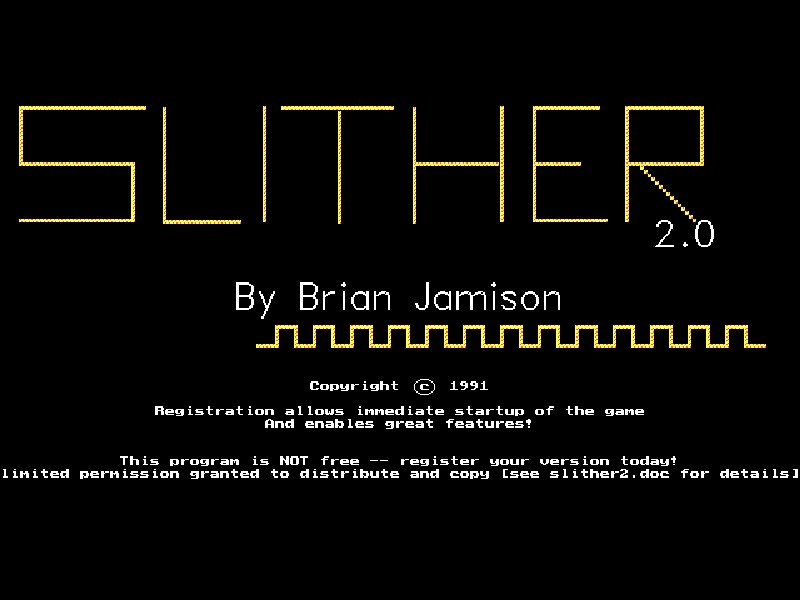 SLITHER
2.0
By Brian Jamison
Copyright © 1991
Registration allows immediate startup of the game
And enables great features!
This program is NOT free -- register your version today!
limited permission granted to distribute and copy [see slither2.doc for details]